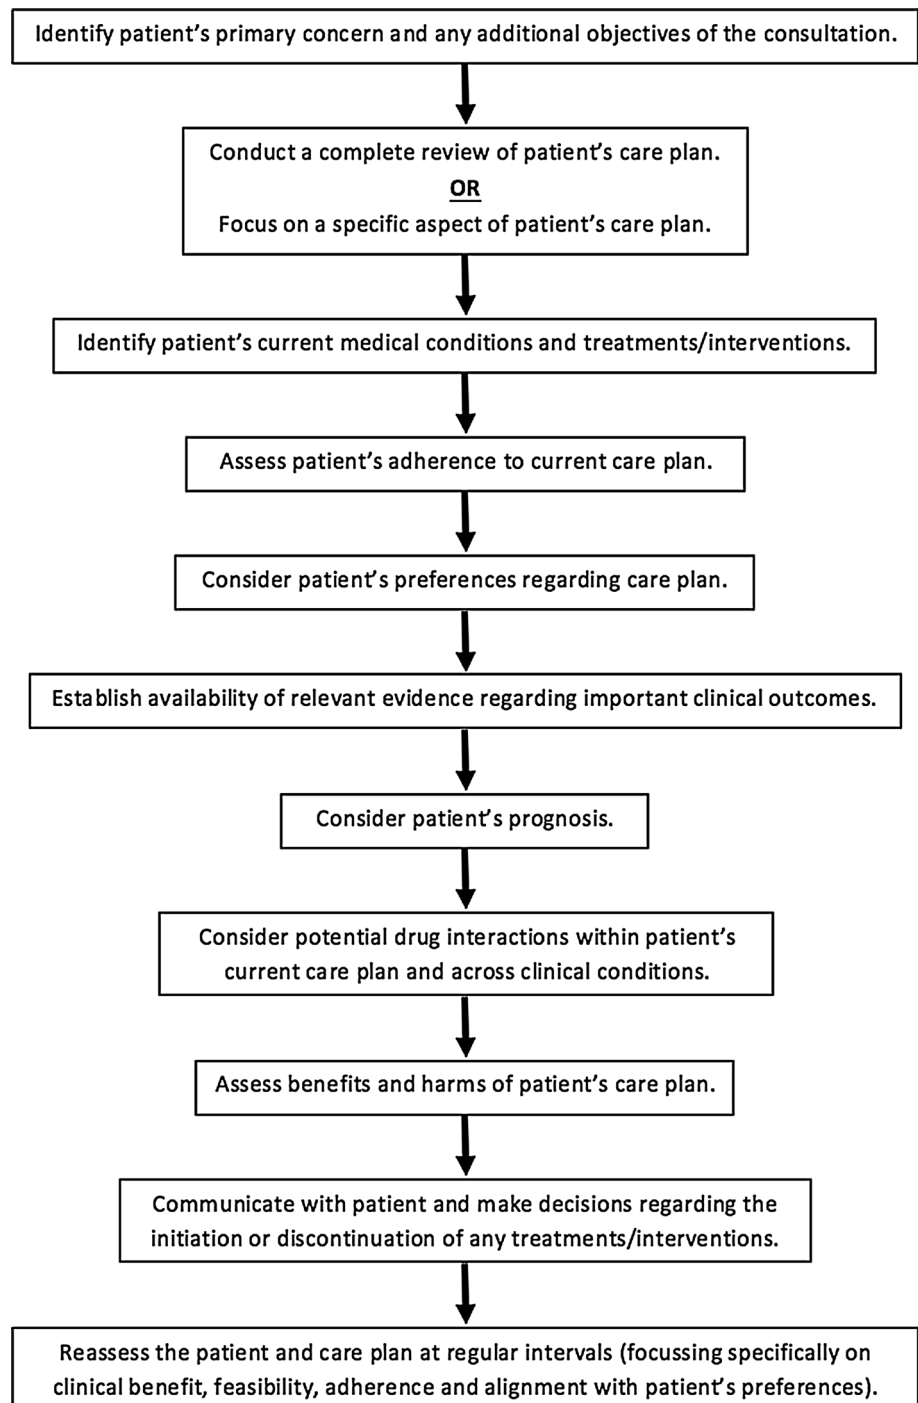 Identify patient’s primary concern and any additional objectives of the consultation.
Conduct a complete review of patient’s care plan.
OR
Focus on a specific aspect of patient’s care plan.
Identify patient’s current medical conditions and treatments/interventions.
Assess patient’s adherence to current care plan.
Consider patient’s preferences regarding care plan.
Establish availability of relevant evidence regarding important clinical outcomes.
Consider patient’s prognosis.
Consider potential drug interactions within patient’s
current care plan and across clinical conditions.
Assess benefits and harms of patient’s care plan.
Communicate with patient and make decisions regarding the
initiation or discontinuation of any treatments/interventions.
Reassess the patient and care plan at regular intervals (focussing specifically on
clinical benefit, feasibility, adherence and alignment with patient’s preferences).